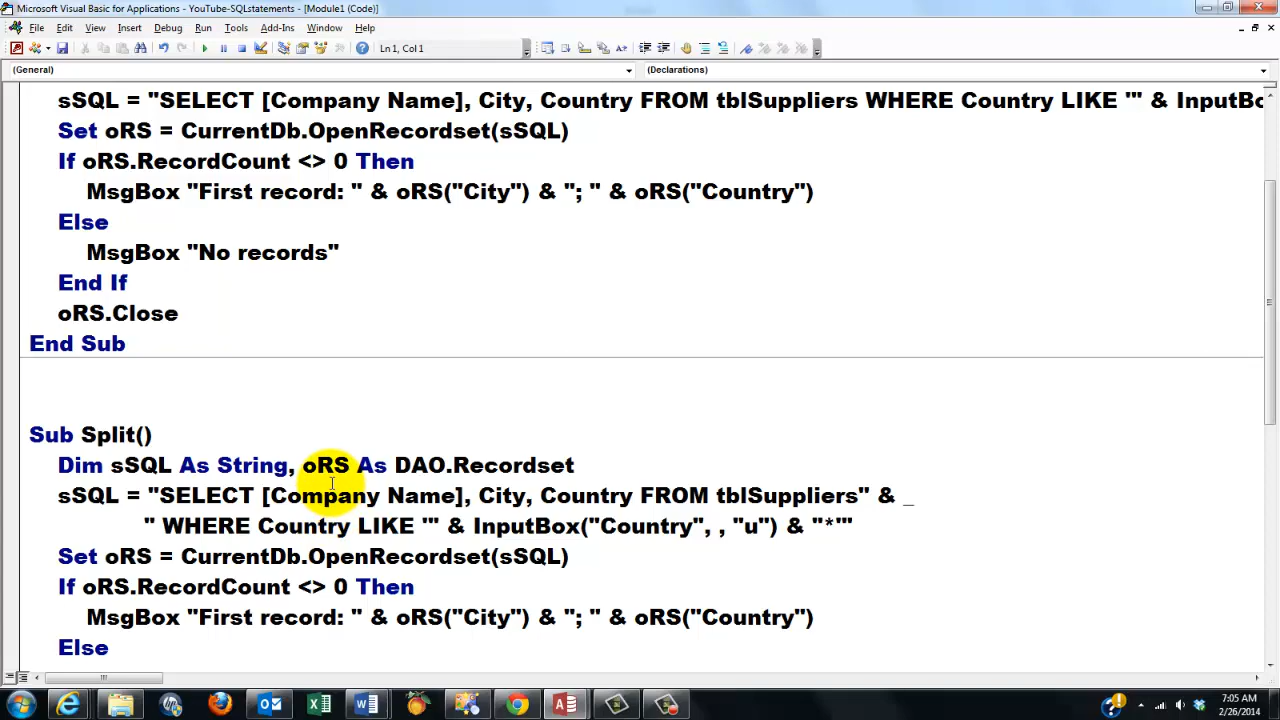 Microsoft Visual Basic for Applications - YouTube-SQLstatements - [Module1 (Code)]
File Edit View Insert Format Debug Run Tools Add-Ins Window Help
Ln 1, Col 1
(General) (Declarations)
sSQL = "SELECT [Company Name], City, Country FROM tblSuppliers WHERE Country LIKE '" & InputBo
Set oRS = CurrentDb.OpenRecordset(sSQL)
If oRS.RecordCount <> 0 Then
MsgBox "First record: " & oRS("City") & "; " & oRS("Country")
Else
MsgBox "No records"
End If
oRS.Close
End Sub
Sub Split()
Dim sSQL As String, oRS As DAO.Recordset
sSQL = "SELECT [Company Name], City, Country FROM tblSuppliers" & _
" WHERE Country LIKE '" & InputBox("Country", , "u") & "*'"
Set oRS = CurrentDb.OpenRecordset(sSQL)
If oRS.RecordCount <> 0 Then
MsgBox "First record: " & oRS("City") & "; " & oRS("Country")
Else
7:05 AM
2/26/2014